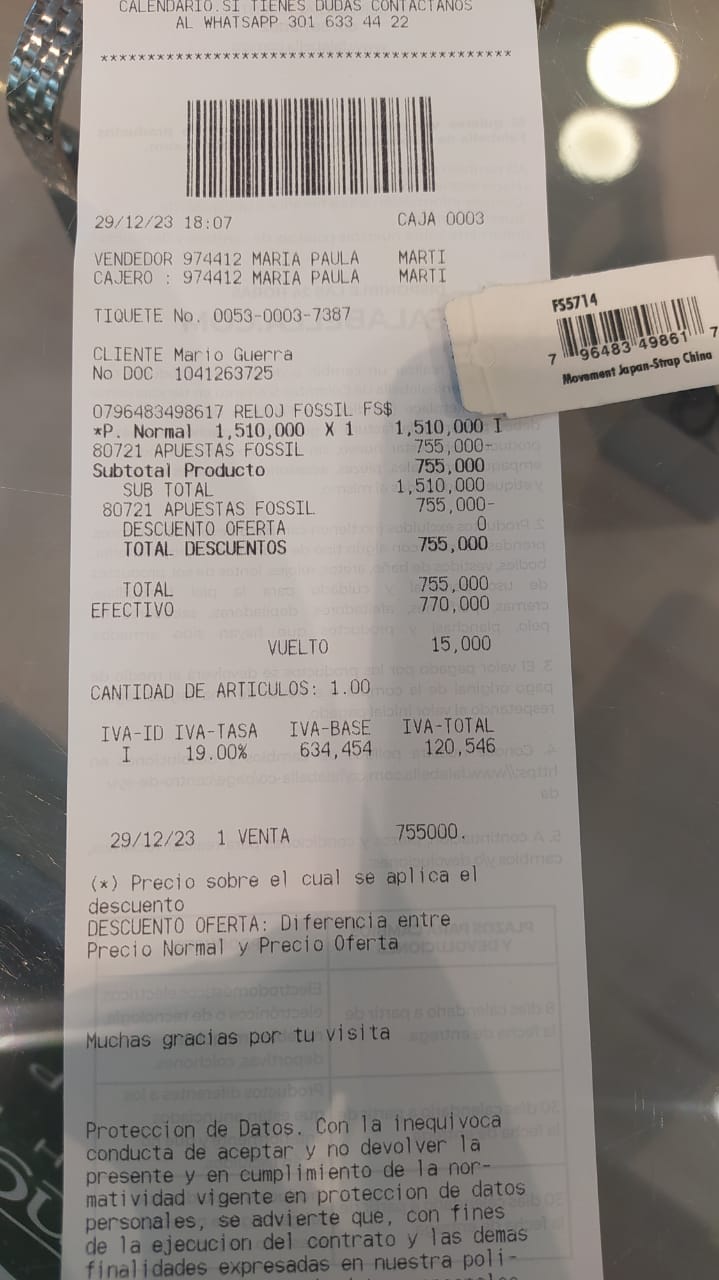 CALENDARIO.SI TIENES DUDAS CONTACTANOS
AL WHATSAPP 301 633 44 22
********************************************
29/12/23 18:07 CAJA 0003
VENDEDOR 974412 MARIA PAULA MARTI
CAJERO : 974412 MARIA PAULA MARTI
TIQUETE No. 0053-0003-7387
CLIENTE Mario Guerra
No DOC 1041263725
0796483498617 RELOJ FOSSIL FS$
*P. Normal 1,510,000 X 1 1,510,000 I
80721 APUESTAS FOSSIL 755,000-
Subtotal Producto 755,000
SUB TOTAL 1,510,000
80721 APUESTAS FOSSIL 755,000-
DESCUENTO OFERTA 0
TOTAL DESCUENTOS 755,000
TOTAL 755,000
EFECTIVO 770,000
VUELTO 15,000
CANTIDAD DE ARTICULOS: 1.00
IVA-ID IVA-TASA IVA-BASE IVA-TOTAL
I 19.00% 634,454 120,546
29/12/23 1 VENTA 755000.
(*) Precio sobre el cual se aplica el
descuento
DESCUENTO OFERTA: Diferencia entre
Precio Normal y Precio Oferta
Muchas gracias por tu visita
Proteccion de Datos. Con la inequivoca
conducta de aceptar y no devolver la
presente y en cumplimiento de la nor-
matividad vigente en proteccion de datos
personales, se advierte que, con fines
de la ejecucion del contrato y las demas
finalidades expresadas en nuestra poli-
FS5714
7 96483 49861 7
Movement Japan-Strap China